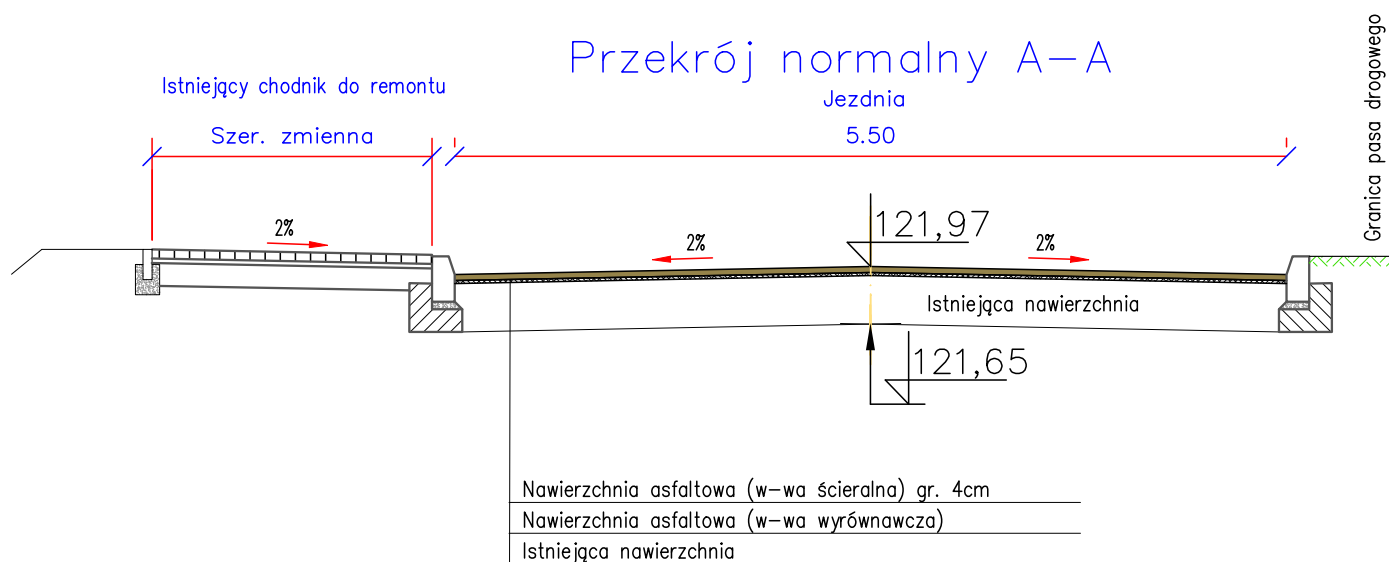 Przekrój normalny A-A
Istniejący chodnik do remontu
Jezdnia
Szer. zmienna
5.50
Granica pasa drogowego
2%
121,97
2%
2%
Istniejąca nawierzchnia
121,65
Nawierzchnia asfaltowa (w-wa ścieralna) gr. 4cm
Nawierzchnia asfaltowa (w-wa wyrównawcza)
Istniejąca nawierzchnia